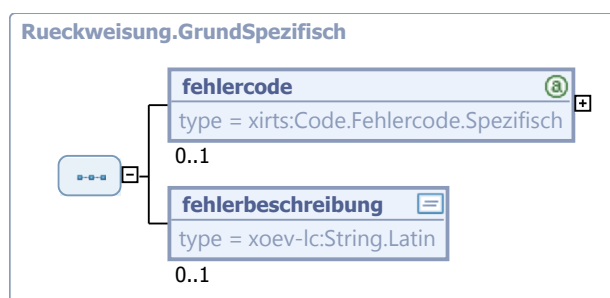 Rueckweisung.GrundSpezifisch
fehlercode
type = xirts:Code.Fehlercode.Spezifisch
0..1
fehlerbeschreibung
type = xoev-lc:String.Latin
0..1